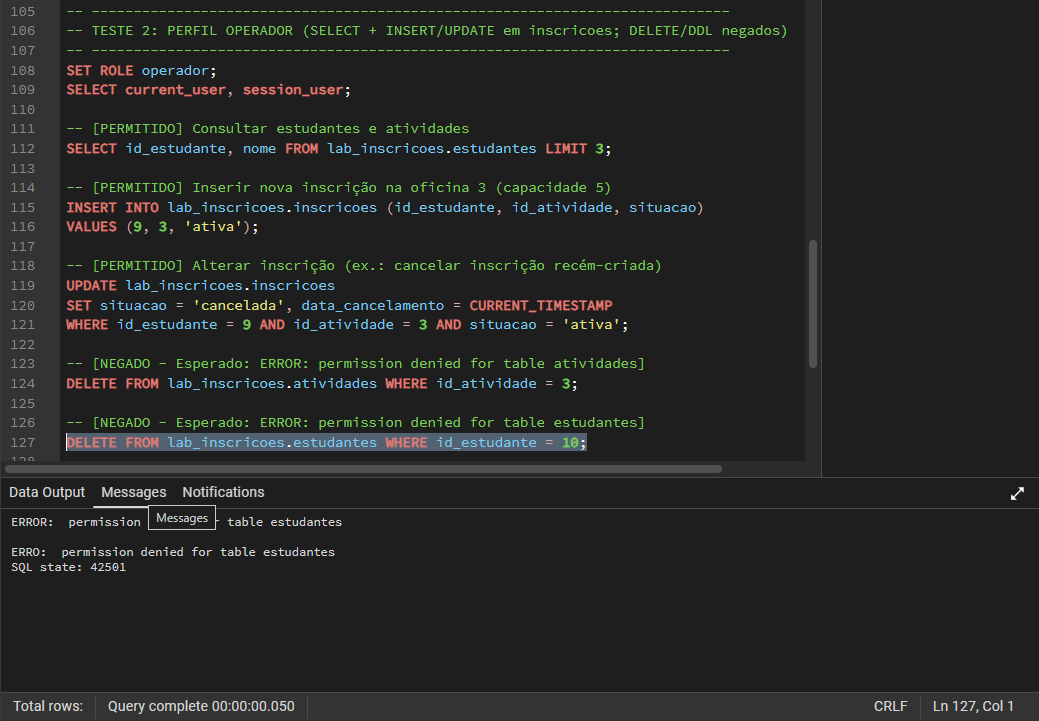 105 -- ----------------------------------------------------------------------------
106 -- TESTE 2: PERFIL OPERADOR (SELECT + INSERT/UPDATE em inscricoes; DELETE/DDL negados)
107 -- ----------------------------------------------------------------------------
108 SET ROLE operador;
109 SELECT current_user, session_user;
110
111 -- [PERMITIDO] Consultar estudantes e atividades
112 SELECT id_estudante, nome FROM lab_inscricoes.estudantes LIMIT 3;
113
114 -- [PERMITIDO] Inserir nova inscrição na oficina 3 (capacidade 5)
115 INSERT INTO lab_inscricoes.inscricoes (id_estudante, id_atividade, situacao)
116 VALUES (9, 3, 'ativa');
117
118 -- [PERMITIDO] Alterar inscrição (ex.: cancelar inscrição recém-criada)
119 UPDATE lab_inscricoes.inscricoes
120 SET situacao = 'cancelada', data_cancelamento = CURRENT_TIMESTAMP
121 WHERE id_estudante = 9 AND id_atividade = 3 AND situacao = 'ativa';
122
123 -- [NEGADO - Esperado: ERROR: permission denied for table atividades]
124 DELETE FROM lab_inscricoes.atividades WHERE id_atividade = 3;
125
126 -- [NEGADO - Esperado: ERROR: permission denied for table estudantes]
127 DELETE FROM lab_inscricoes.estudantes WHERE id_estudante = 10;
128
Data Output Messages Notifications
ERROR: permission table estudantes
Messages
ERRO: permission denied for table estudantes
SQL state: 42501
Total rows: Query complete 00:00:00.050 CRLF Ln 127, Col 1